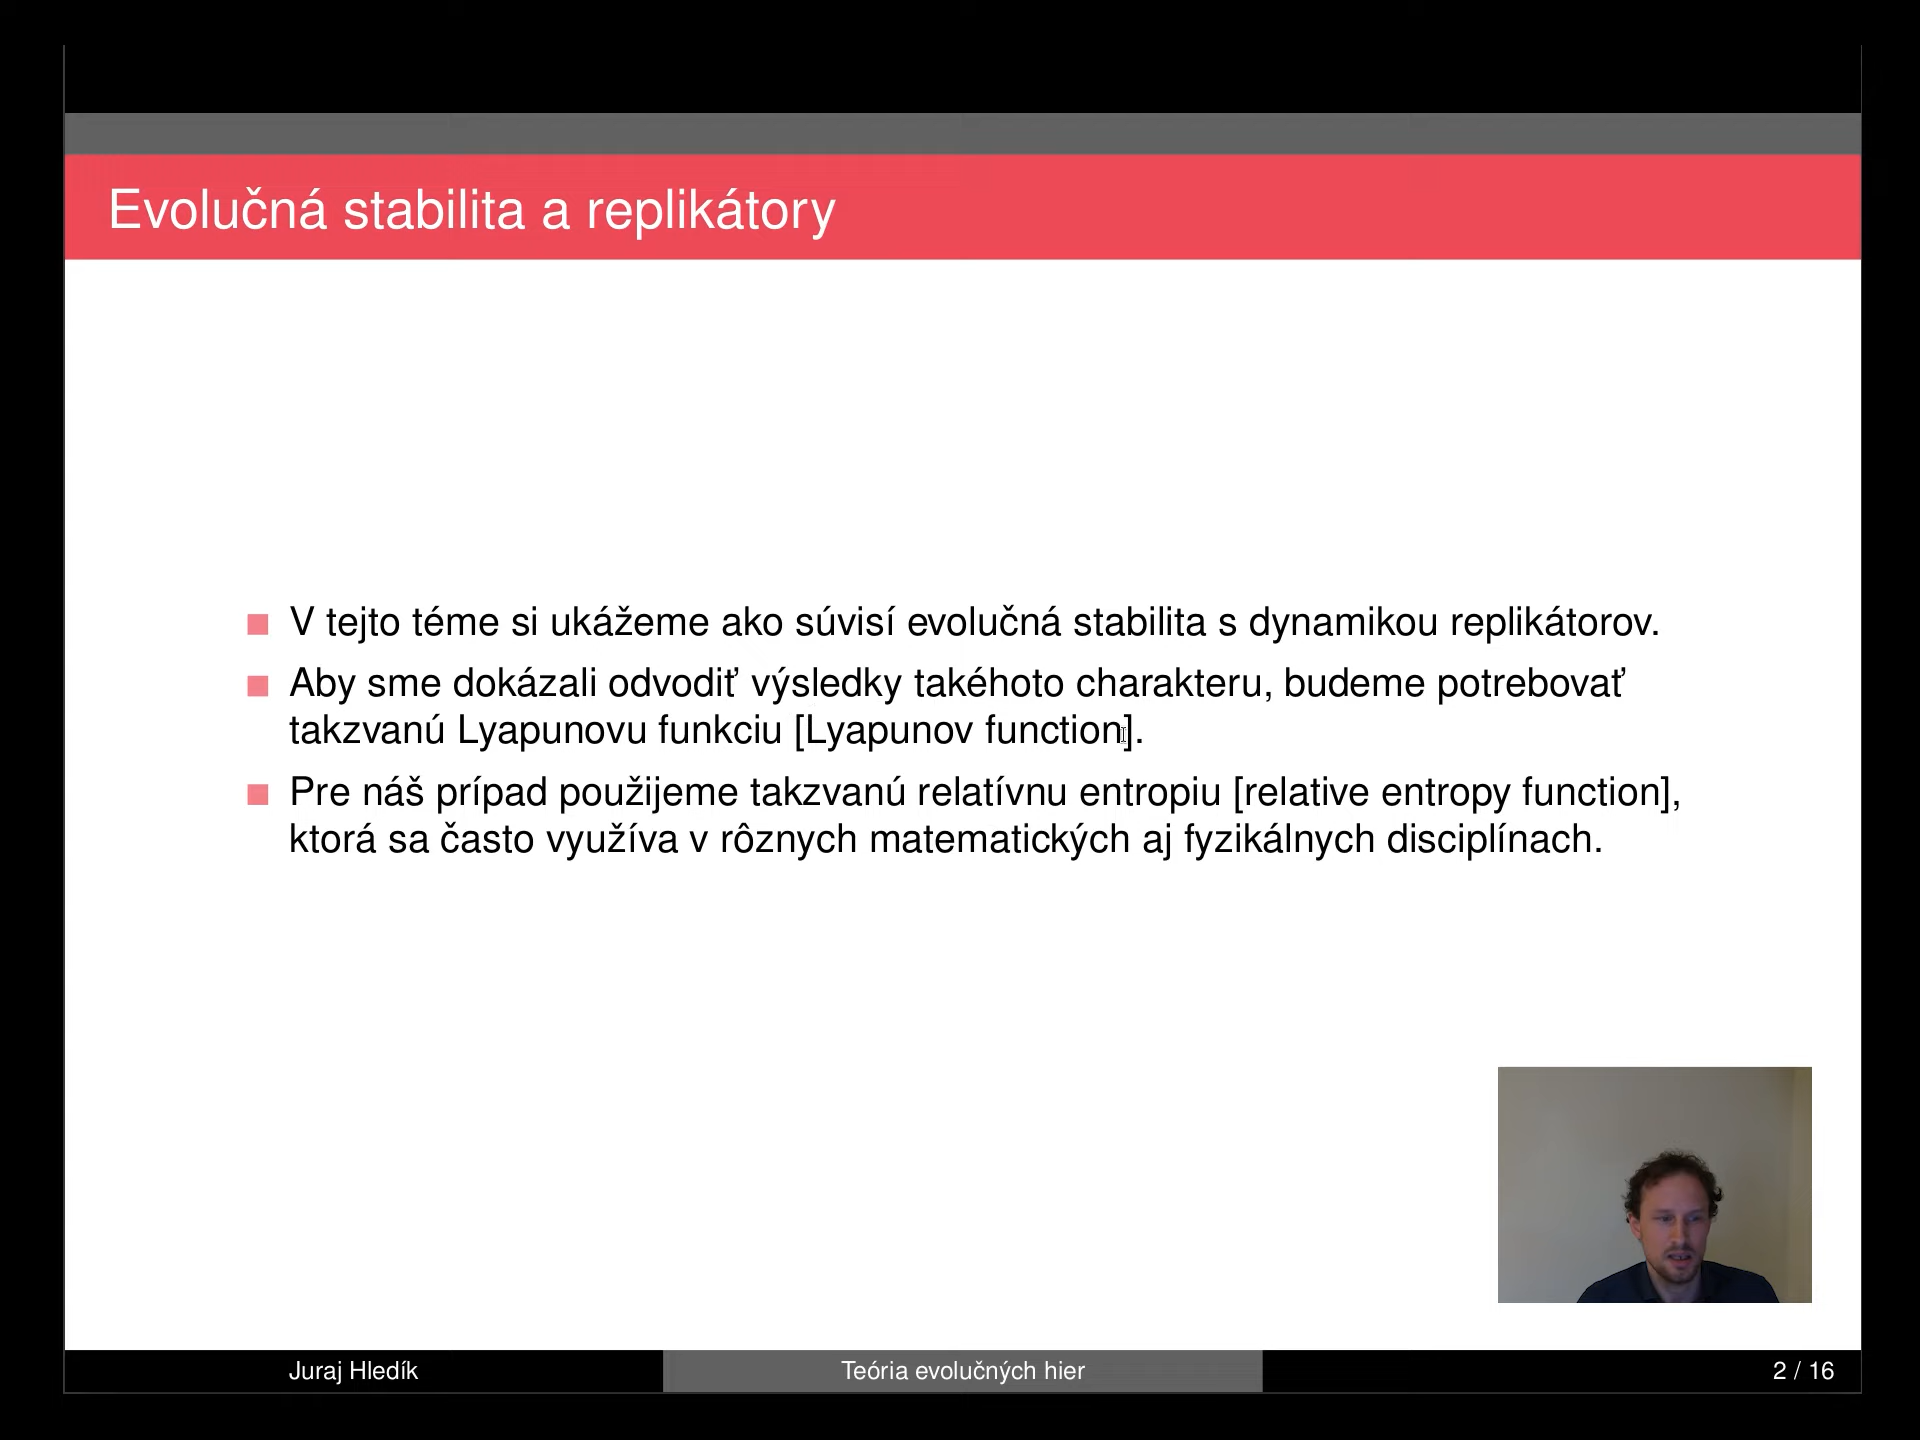 Evolučná stabilita a replikátory
V tejto téme si ukážeme ako súvisí evolučná stabilita s dynamikou replikátorov.
Aby sme dokázali odvodiť výsledky takéhoto charakteru, budeme potrebovať
takzvanú Lyapunovu funkciu [Lyapunov function].
Pre náš prípad použijeme takzvanú relatívnu entropiu [relative entropy function],
ktorá sa často využíva v rôznych matematických aj fyzikálnych disciplínach.
Juraj Hledík
Teória evolučných hier
2 / 16